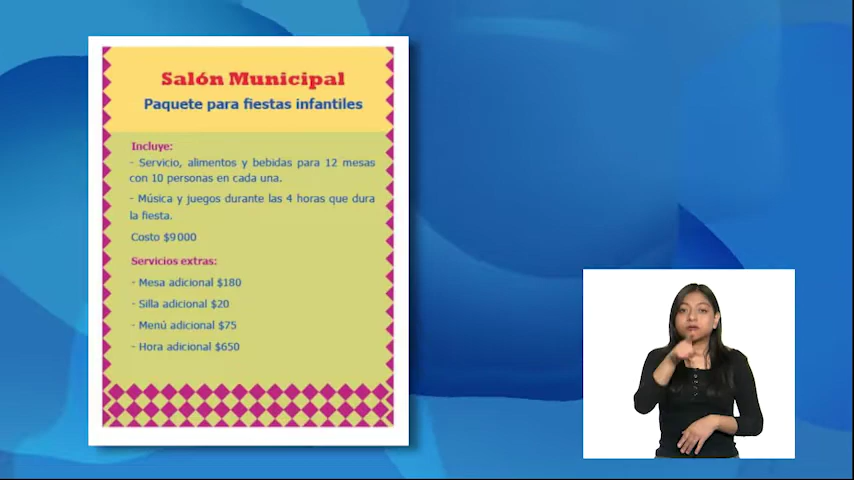 Salón Municipal
Paquete para fiestas infantiles
Incluye:
- Servicio, alimentos y bebidas para 12 mesas
con 10 personas en cada una.
- Música y juegos durante las 4 horas que dura
la fiesta.
Costo $9000
Servicios extras:
- Mesa adicional $180
- Silla adicional $20
- Menú adicional $75
- Hora adicional $650